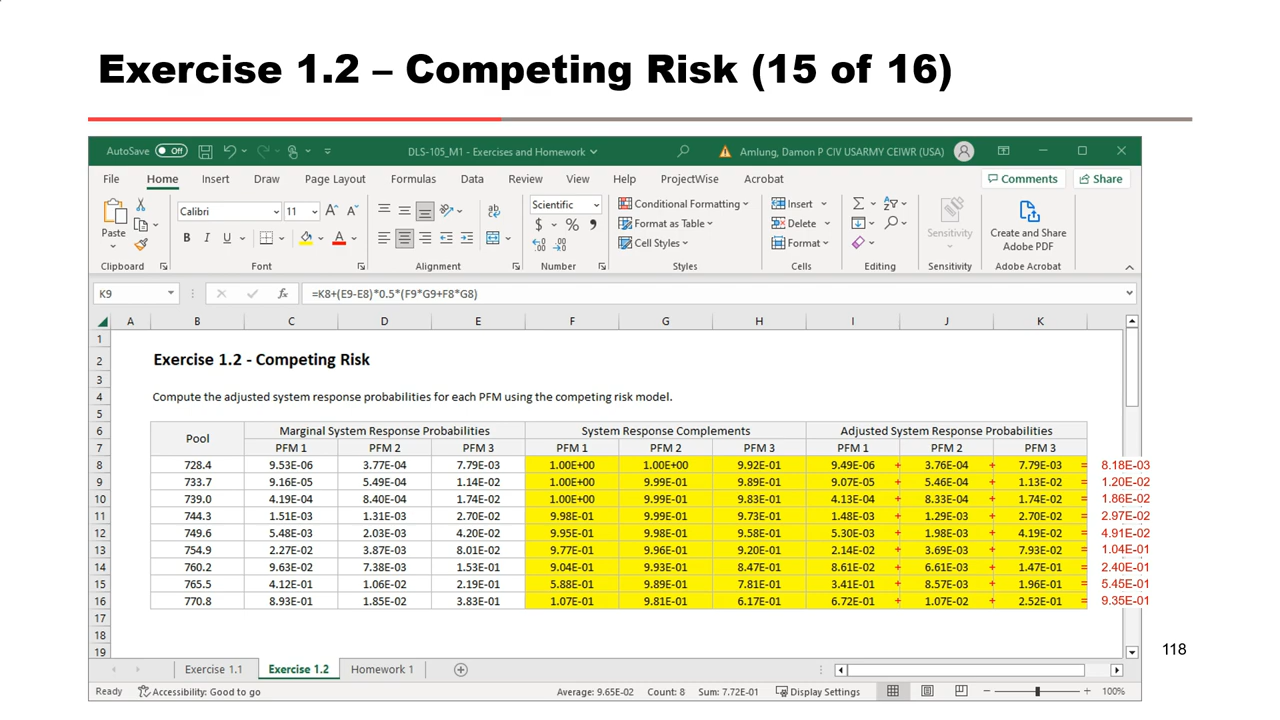 Exercise 1.2 – Competing Risk (15 of 16)
AutoSave Off DLS-105_M1 - Exercises and Homework Amlung, Damon P CIV USARMY CEIWR (USA)
File Home Insert Draw Page Layout Formulas Data Review View Help ProjectWise Acrobat Comments Share
Paste Calibri 11 A A Scientific Conditional Formatting Insert Sensitivity Create and Share Adobe PDF
B I U A $ % , Format as Table Delete
Cell Styles Format
Clipboard Font Alignment Number Styles Cells Editing Sensitivity Adobe Acrobat
K9 fx =K8+(E9-E8)*0.5*(F9*G9+F8*G8)
A B C D E F G H I J K
1
2 Exercise 1.2 - Competing Risk
3
4 Compute the adjusted system response probabilities for each PFM using the competing risk model.
5
6 Pool Marginal System Response Probabilities System Response Complements Adjusted System Response Probabilities
7 PFM 1 PFM 2 PFM 3 PFM 1 PFM 2 PFM 3 PFM 1 PFM 2 PFM 3
8 728.4 9.53E-06 3.77E-04 7.79E-03 1.00E+00 1.00E+00 9.92E-01 9.49E-06 + 3.76E-04 + 7.79E-03 = 8.18E-03
9 733.7 9.16E-05 5.49E-04 1.14E-02 1.00E+00 9.99E-01 9.89E-01 9.07E-05 + 5.46E-04 + 1.13E-02 = 1.20E-02
10 739.0 4.19E-04 8.40E-04 1.74E-02 1.00E+00 9.99E-01 9.83E-01 4.13E-04 + 8.33E-04 + 1.74E-02 = 1.86E-02
11 744.3 1.51E-03 1.31E-03 2.70E-02 9.98E-01 9.99E-01 9.73E-01 1.48E-03 + 1.29E-03 + 2.70E-02 = 2.97E-02
12 749.6 5.48E-03 2.03E-03 4.20E-02 9.95E-01 9.98E-01 9.58E-01 5.30E-03 + 1.98E-03 + 4.19E-02 = 4.91E-02
13 754.9 2.27E-02 3.87E-03 8.01E-02 9.77E-01 9.96E-01 9.20E-01 2.14E-02 + 3.69E-03 + 7.93E-02 = 1.04E-01
14 760.2 9.63E-02 7.38E-03 1.53E-01 9.04E-01 9.93E-01 8.47E-01 8.61E-02 + 6.61E-03 + 1.47E-01 = 2.40E-01
15 765.5 4.12E-01 1.06E-02 2.19E-01 5.88E-01 9.89E-01 7.81E-01 3.41E-01 + 8.57E-03 + 1.96E-01 = 5.45E-01
16 770.8 8.93E-01 1.85E-02 3.83E-01 1.07E-01 9.81E-01 6.17E-01 6.72E-01 + 1.07E-02 + 2.52E-01 = 9.35E-01
17
18
19
118
Exercise 1.1 Exercise 1.2 Homework 1
Ready Accessibility: Good to go Average: 9.65E-02 Count: 8 Sum: 7.72E-01 Display Settings 100%